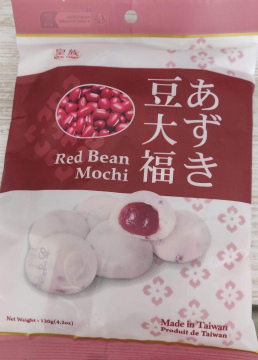 皇族
あずき
豆大福
Red Bean
Mochi
Net Weight : 120g(4.2oz)
Made in Taiwan
Produit de Taiwan